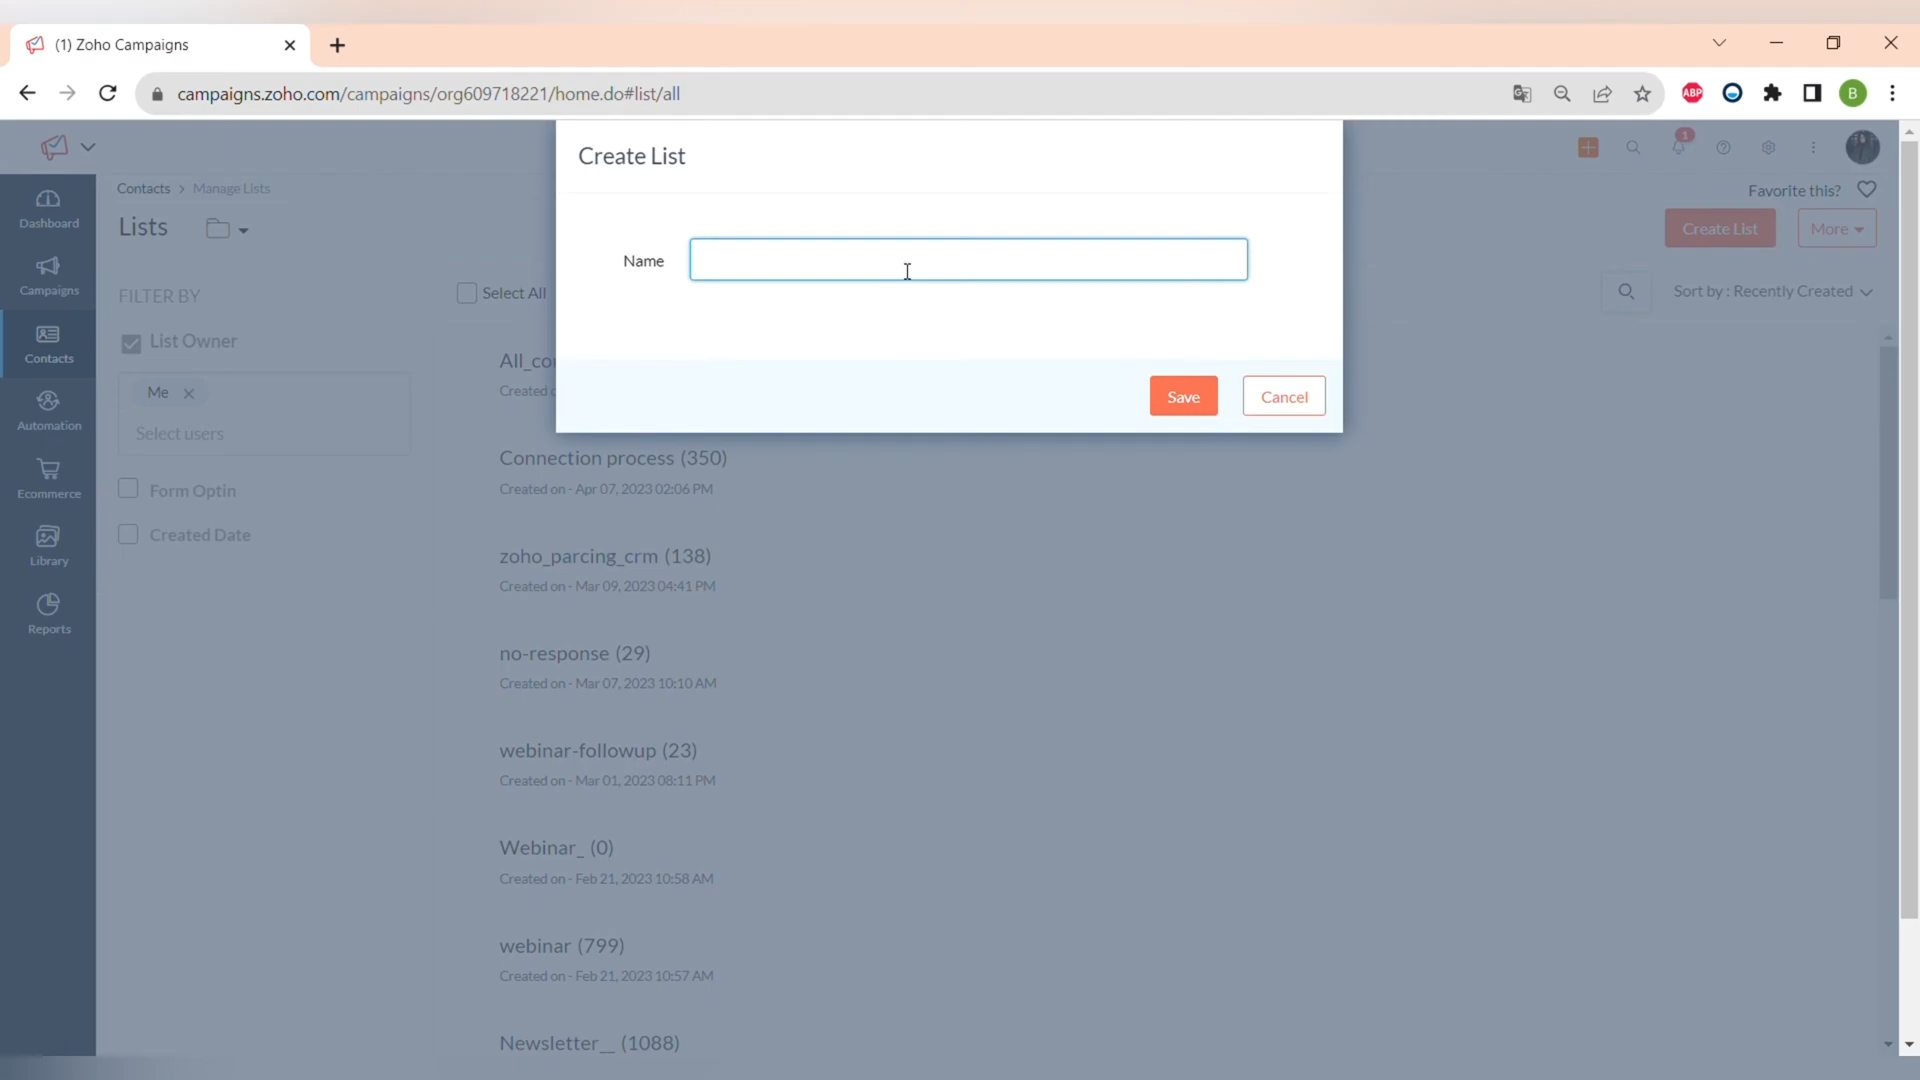 (1) Zoho Campaigns
campaigns.zoho.com/campaigns/org609718221/home.do#list/all
ABP
B
Create List
1
Contacts > Manage Lists
Favorite this?
Lists
Create List
More
Name
FILTER BY
Select All
Sort by : Recently Created
Dashboard
Campaigns
Contacts
Automation
Ecommerce
Library
Reports
List Owner
Me
Select users
Form Optin
Created Date
Save
Cancel
All_co
Created
Connection process (350)
Created on - Apr 07, 2023 02:06 PM
zoho_parcing_crm (138)
Created on - Mar 09, 2023 04:41 PM
no-response (29)
Created on - Mar 07, 2023 10:10 AM
webinar-followup (23)
Created on - Mar 01, 2023 08:11 PM
Webinar_ (0)
Created on - Feb 21, 2023 10:58 AM
webinar (799)
Created on - Feb 21, 2023 10:57 AM
Newsletter__ (1088)